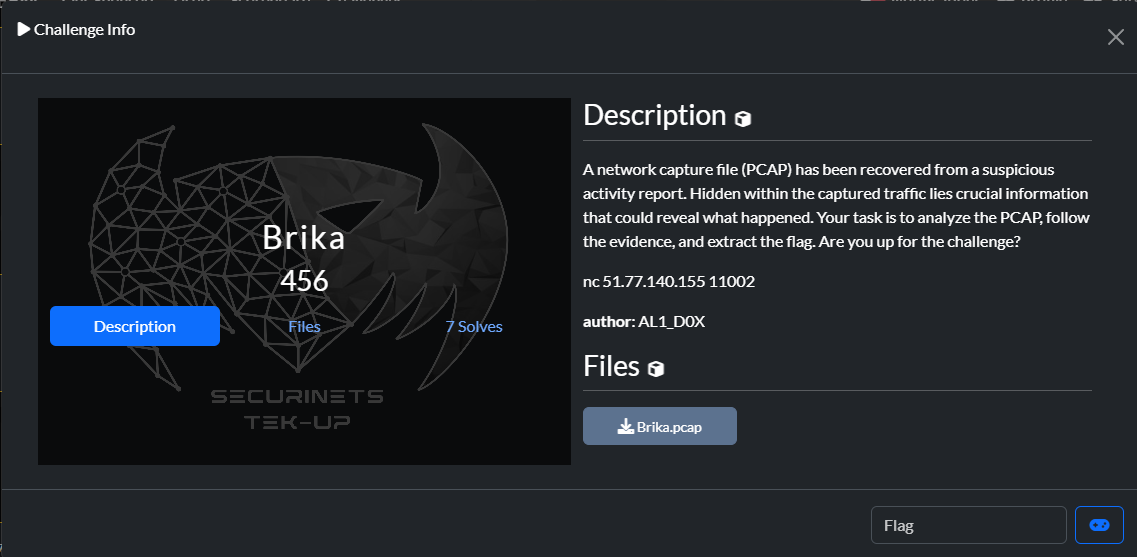 Challenge Info
Brika
456
Description
Files
7 Solves
SECURINETS
TEK-UP
Description
A network capture file (PCAP) has been recovered from a suspicious
activity report. Hidden within the captured traffic lies crucial information
that could reveal what happened. Your task is to analyze the PCAP, follow
the evidence, and extract the flag. Are you up for the challenge?
nc 51.77.140.155 11002
author: AL1_D0X
Files
Brika.pcap
Flag